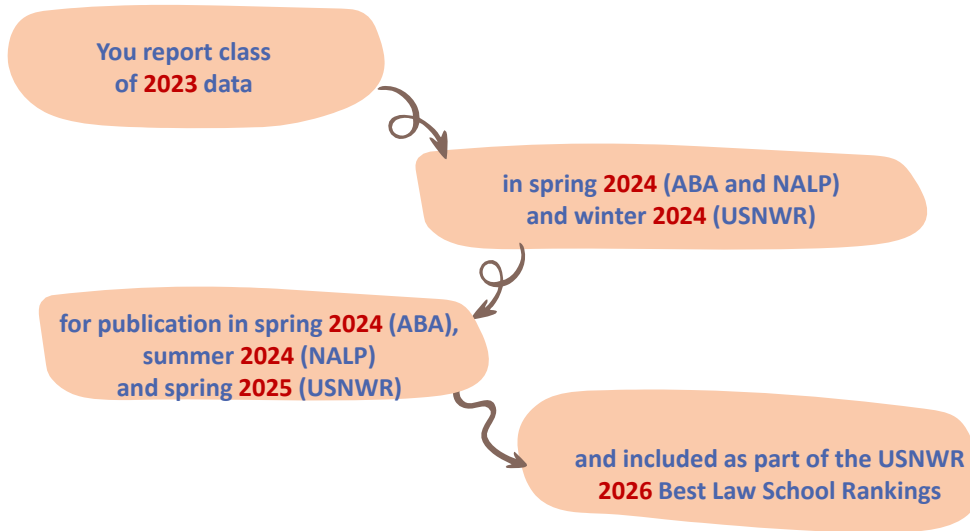 You report class
of 2023 data
in spring 2024 (ABA and NALP)
and winter 2024 (USNWR)
for publication in spring 2024 (ABA),
summer 2024 (NALP)
and spring 2025 (USNWR)
and included as part of the USNWR
2026 Best Law School Rankings